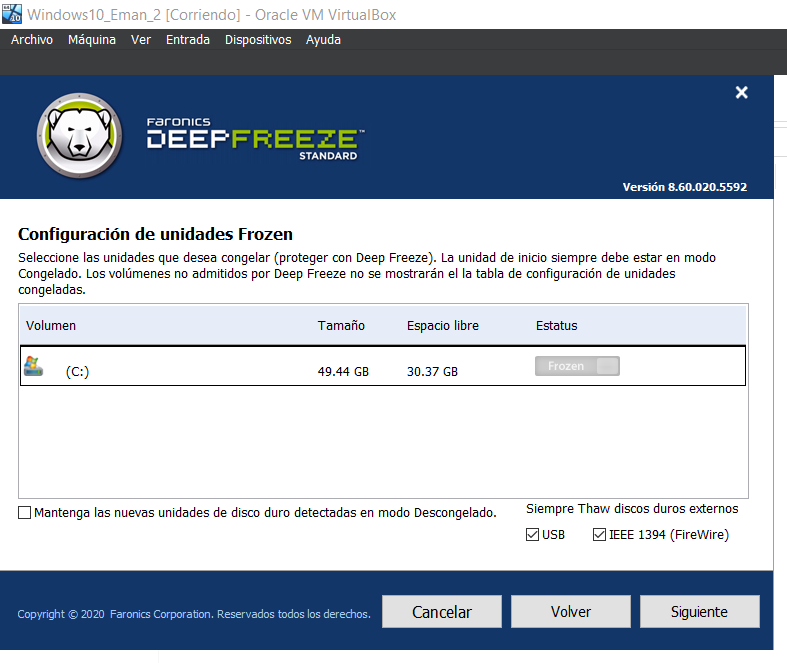 Windows10_Eman_2 [Corriendo] - Oracle VM VirtualBox
Archivo Máquina Ver Entrada Dispositivos Ayuda
Faronics
DEEPFREEZE™
STANDARD
Versión 8.60.020.5592
Configuración de unidades Frozen
Seleccione las unidades que desea congelar (proteger con Deep Freeze). La unidad de inicio siempre debe estar en modo
Congelado. Los volúmenes no admitidos por Deep Freeze no se mostrarán el la tabla de configuración de unidades
congeladas.
Volumen Tamaño Espacio libre Estatus
(C:) 49.44 GB 30.37 GB Frozen
Siempre Thaw discos duros externos
Mantenga las nuevas unidades de disco duro detectadas en modo Descongelado.
USB IEEE 1394 (FireWire)
Copyright © 2020 Faronics Corporation. Reservados todos los derechos.
Cancelar Volver Siguiente